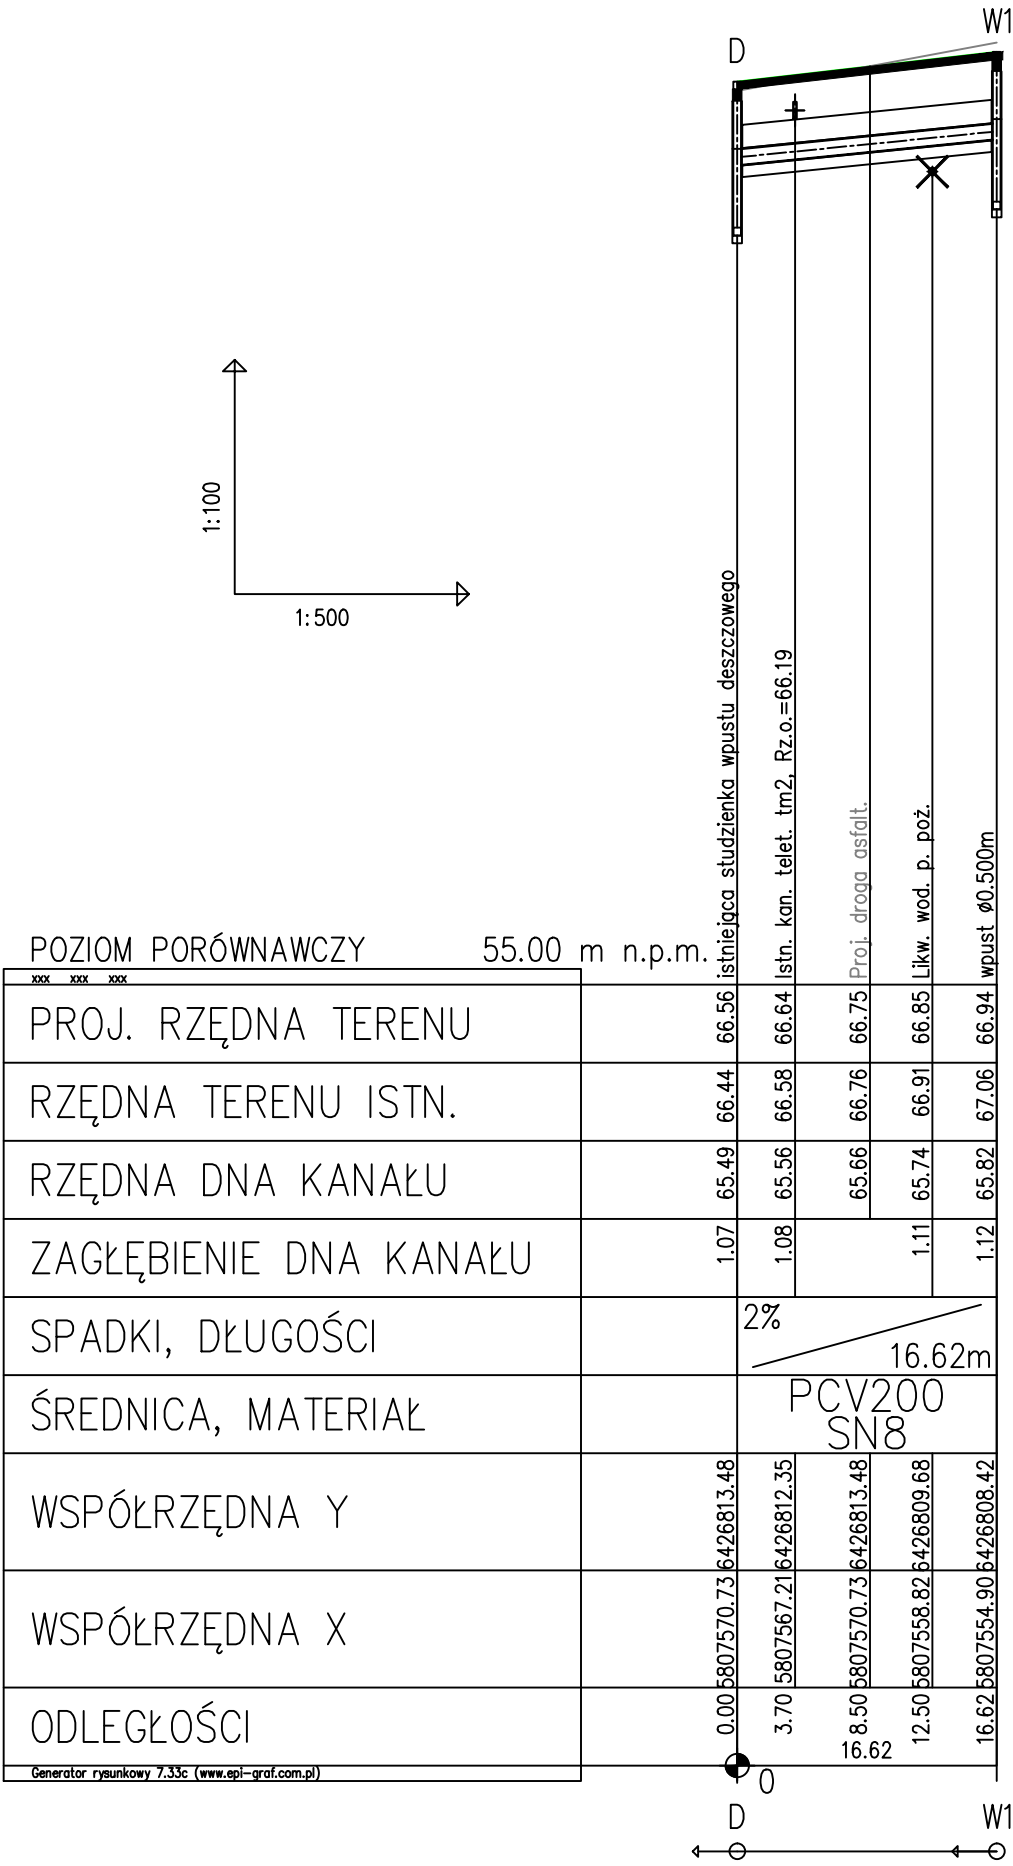 W1
D
1:100
1:500
istniejąca studzienka wpustu deszczowego
Istn. kan. telet. tm2, Rz.o.=66.19
Proj. droga asfalt.
Likw. wod. p. poż.
wpust ø0.500m
POZIOM PORÓWNAWCZY 55.00 m n.p.m.
xxx xxx xxx
PROJ. RZĘDNA TERENU 66.56 66.64 66.75 66.85 66.94
RZĘDNA TERENU ISTN. 66.44 66.58 66.76 66.91 67.06
RZĘDNA DNA KANAŁU 65.49 65.56 65.66 65.74 65.82
ZAGŁĘBIENIE DNA KANAŁU 1.07 1.08 1.11 1.12
SPADKI, DŁUGOŚCI 2% 16.62m
ŚREDNICA, MATERIAŁ PCV200
SN8
WSPÓŁRZĘDNA Y 6426813.48 6426812.35 6426813.48 6426809.68 6426808.42
WSPÓŁRZĘDNA X 5807570.73 5807567.21 5807570.73 5807558.82 5807554.90
ODLEGŁOŚCI 0.00 3.70 8.50 12.50 16.62
16.62
Generator rysunkowy 7.33c (www.epi-graf.com.pl)
0
D W1